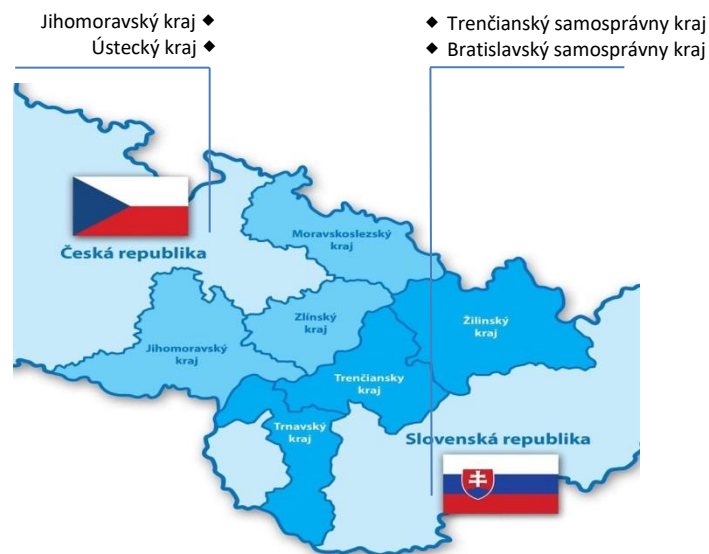 Jihomoravský kraj ◆
Ústecký kraj ◆
◆ Trenčianský samosprávny kraj
◆ Bratislavský samosprávny kraj
Moravskoslezský
kraj
Česká republika
Zlínský
kraj
Žilinský
kraj
Jihomoravský
kraj
Trenčiansky
kraj
Trnavský
kraj
Slovenská republika